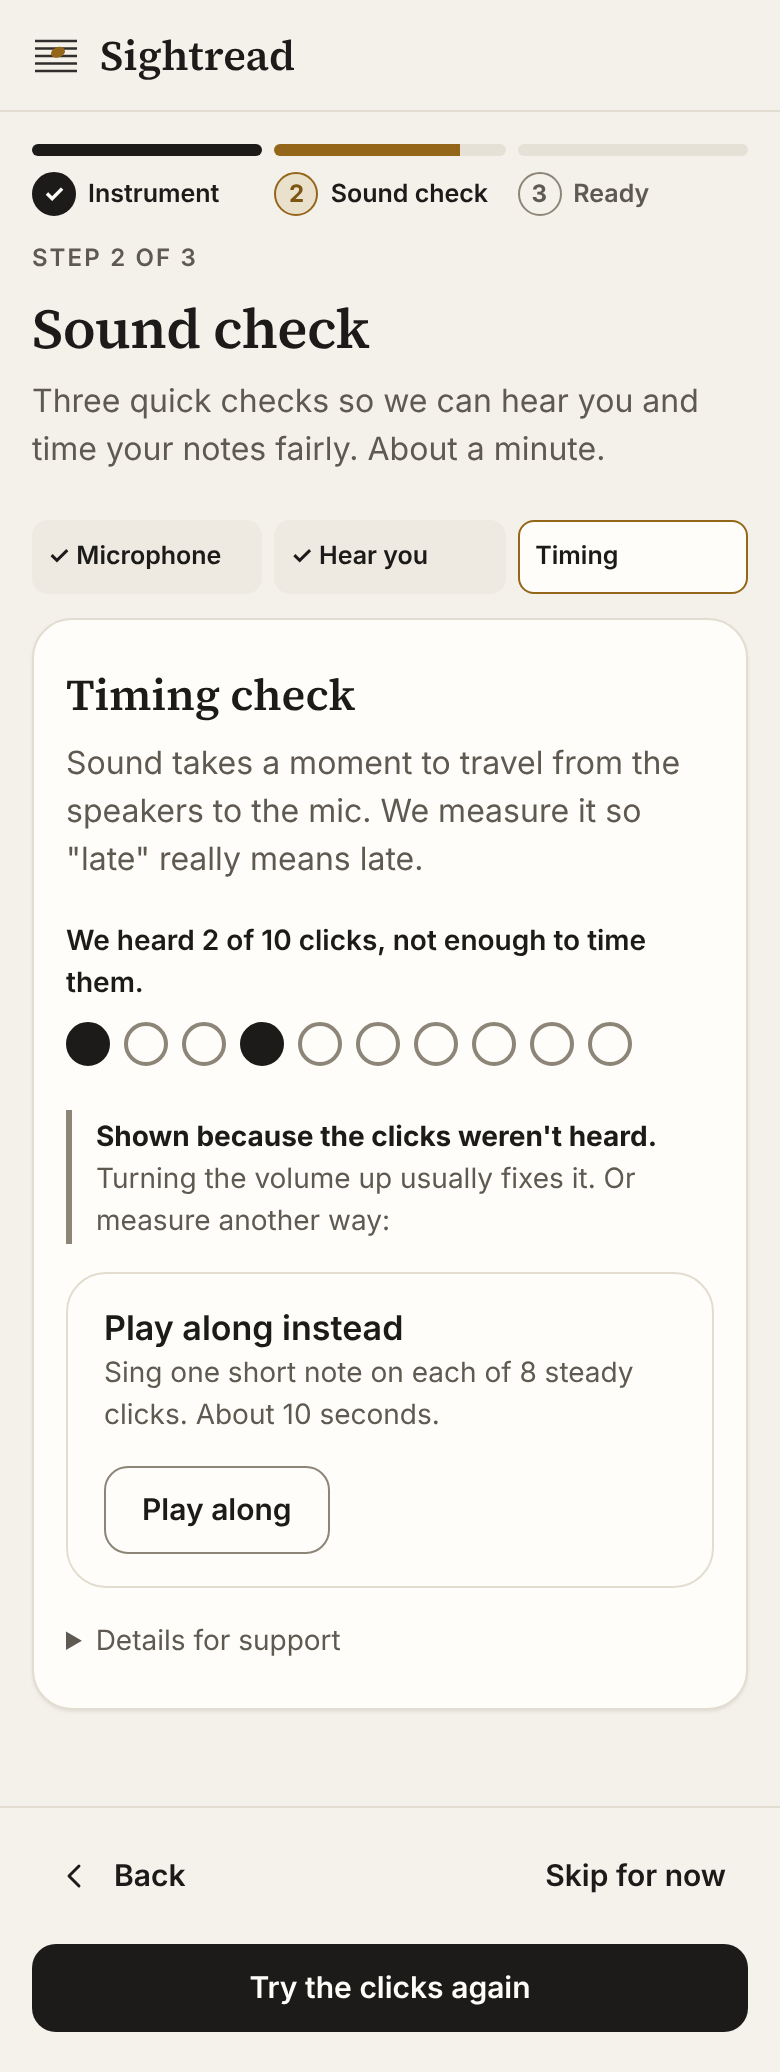 Sightread
Instrument
2 Sound check
3 Ready
STEP 2 OF 3
Sound check
Three quick checks so we can hear you and
time your notes fairly. About a minute.
✓ Microphone
✓ Hear you
Timing
Timing check
Sound takes a moment to travel from the
speakers to the mic. We measure it so
"late" really means late.
We heard 2 of 10 clicks, not enough to time
them.
Shown because the clicks weren't heard.
Turning the volume up usually fixes it. Or
measure another way:
Play along instead
Sing one short note on each of 8 steady
clicks. About 10 seconds.
Play along
Details for support
Back
Skip for now
Try the clicks again